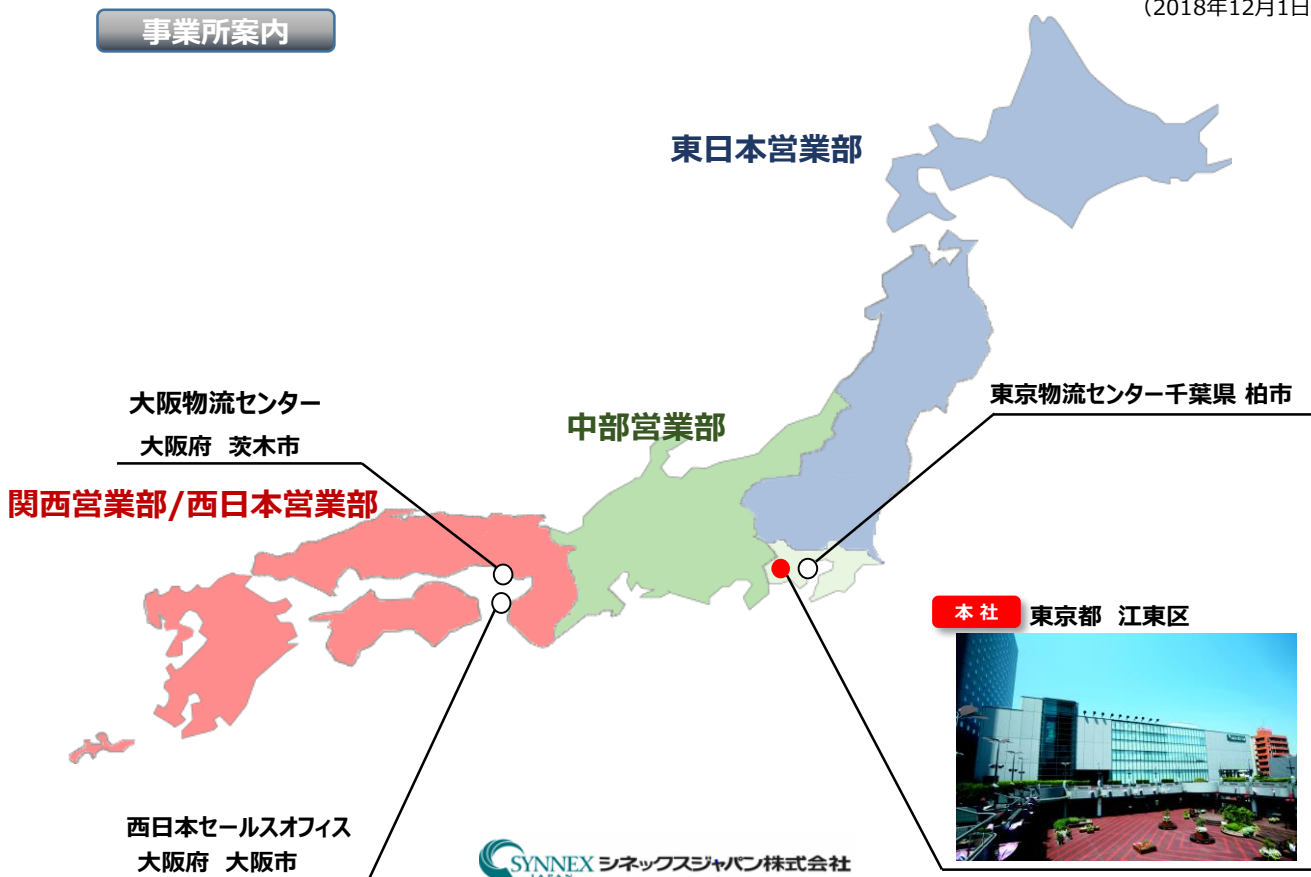 （2018年12月1日
事業所案内
東日本営業部
東京物流センター千葉県 柏市
大阪物流センター
大阪府 茨木市
中部営業部
関西営業部/西日本営業部
本 社 東京都 江東区
西日本セールスオフィス
大阪府 大阪市
SYNNEX シネックスジャパン株式会社
JAPAN